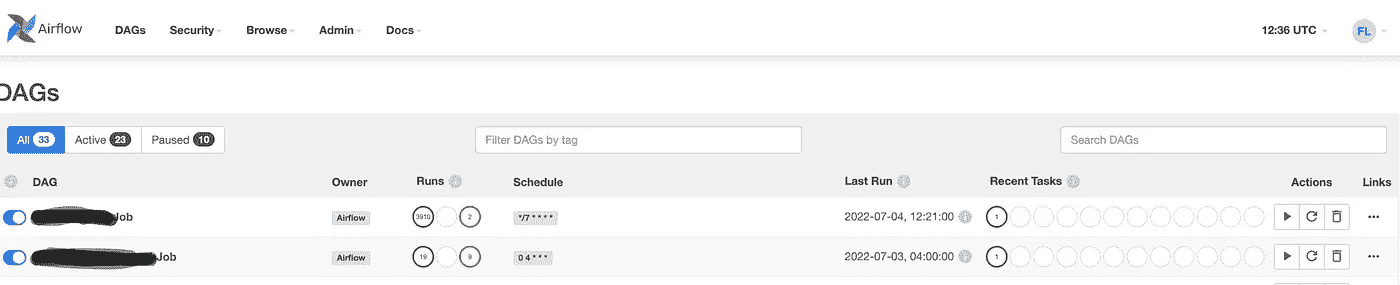 Airflow DAGs Security Browse Admin Docs 12:36 UTC FL
DAGs
All 33 Active 23 Paused 10 Filter DAGs by tag Search DAGs
DAG Owner Runs Schedule Last Run Recent Tasks Actions Links
Job Airflow 3910 2 */7 * * * * 2022-07-04, 12:21:00 1
Job Airflow 19 9 0 4 * * * 2022-07-03, 04:00:00 1